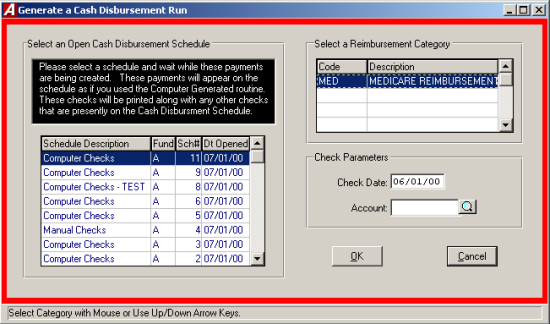 A Generate a Cash Disbursement Run
Select an Open Cash Disbursement Schedule
Please select a schedule and wait while these payments
are being created. These payments will appear on the
schedule as if you used the Computer Generated routine.
These checks will be printed along with any other checks
that are presently on the Cash Disbursment Schedule.
Schedule Description Fund Sch# Dt Opened
Computer Checks A 11 07/01/00
Computer Checks A 9 07/01/00
Computer Checks - TEST A 8 07/01/00
Computer Checks A 6 07/01/00
Computer Checks A 5 07/01/00
Manual Checks A 4 07/01/00
Computer Checks A 3 07/01/00
Computer Checks A 2 07/01/00
Select a Reimbursement Category
Code Description
MED MEDICARE REIMBURSEMENT
Check Parameters
Check Date: 06/01/00
Account:
OK Cancel
Select Category with Mouse or Use Up/Down Arrow Keys.